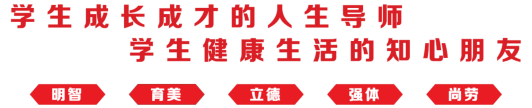 学生成长成才的人生导师
学生健康生活的知心朋友
明智 育美 立德 强体 尚劳